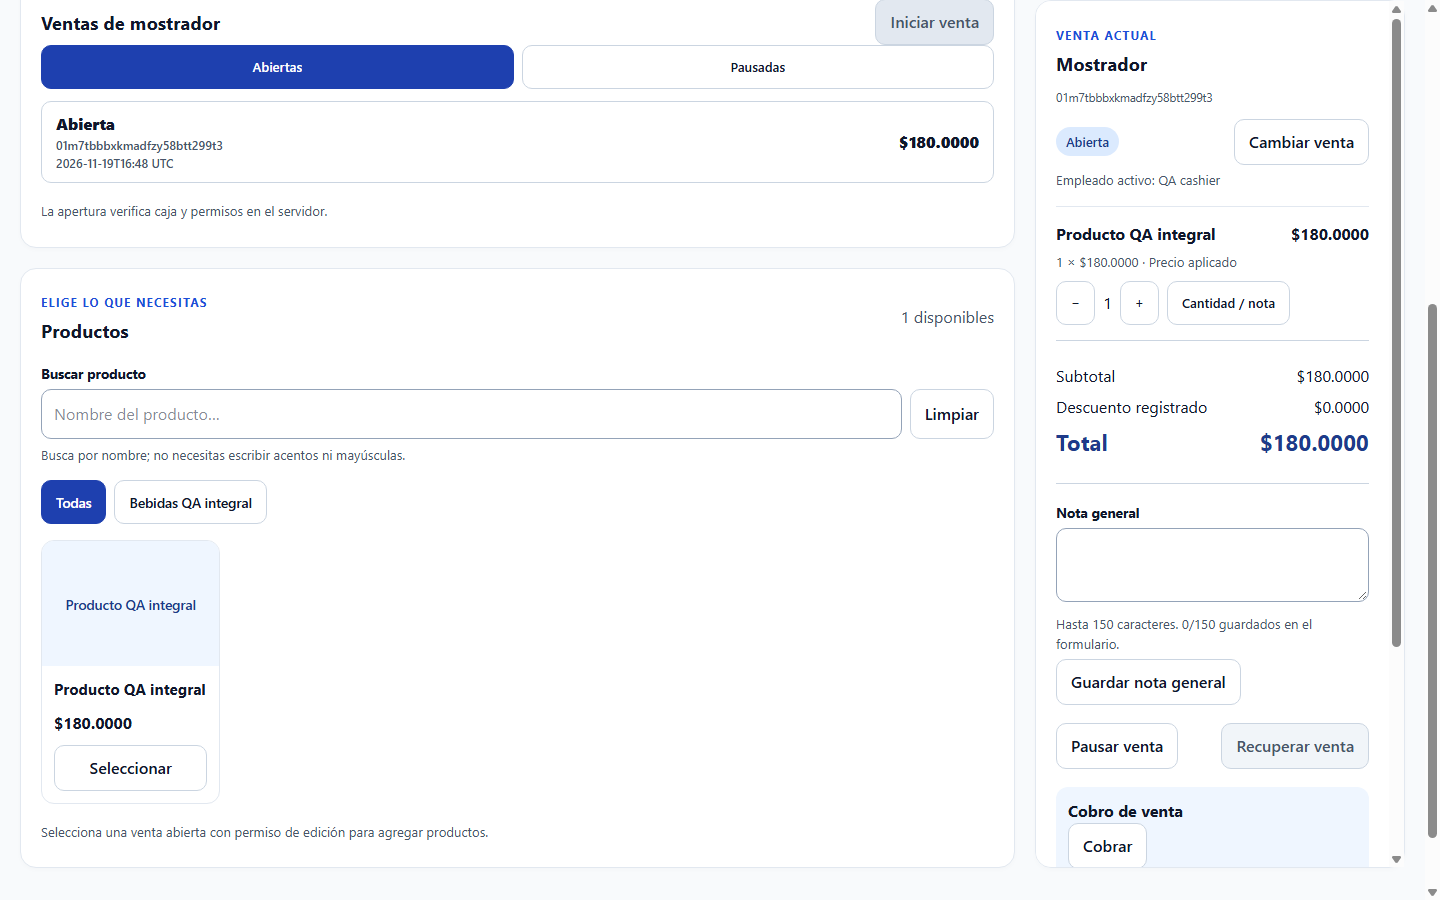 Ventas de mostrador
Iniciar venta
Abiertas
Pausadas
Abierta
01m7tbbbxkmadfzy58btt299t3
2026-11-19T16:48 UTC
$180.0000
La apertura verifica caja y permisos en el servidor.
ELIGE LO QUE NECESITAS
Productos
1 disponibles
Buscar producto
Nombre del producto...
Limpiar
Busca por nombre; no necesitas escribir acentos ni mayúsculas.
Todas
Bebidas QA integral
Producto QA integral
Producto QA integral
$180.0000
Seleccionar
Selecciona una venta abierta con permiso de edición para agregar productos.
VENTA ACTUAL
Mostrador
01m7tbbbxkmadfzy58btt299t3
Abierta
Cambiar venta
Empleado activo: QA cashier
Producto QA integral
$180.0000
1 × $180.0000 · Precio aplicado
−
1
+
Cantidad / nota
Subtotal
$180.0000
Descuento registrado
$0.0000
Total
$180.0000
Nota general
Hasta 150 caracteres. 0/150 guardados en el
formulario.
Guardar nota general
Pausar venta
Recuperar venta
Cobro de venta
Cobrar